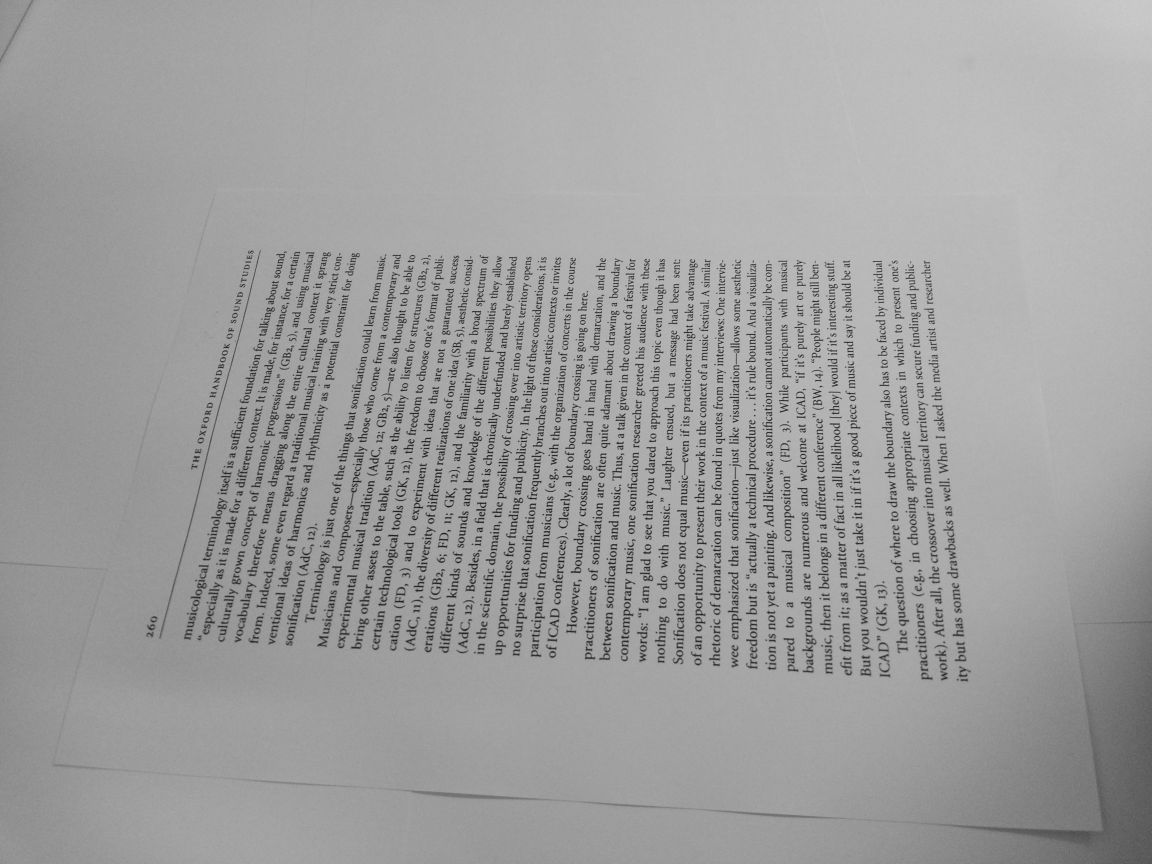 260 THE OXFORD HANDBOOK OF SOUND STUDIES
musicological terminology itself is a sufficient foundation for talking about sound,
"especially as it is made for a different context. It is made, for instance, for a certain
culturally grown concept of harmonic progressions" (GB2, 5), and using musical
vocabulary therefore means dragging along the entire cultural context it sprang
from. Indeed, some even regard a traditional musical training with very strict con-
ventional ideas of harmonics and rhythmicity as a potential constraint for doing
sonification (AdC, 12).
Terminology is just one of the things that sonification could learn from music.
Musicians and composers—especially those who come from a contemporary and
experimental musical tradition (AdC, 12; GB2, 5)—are also thought to be able to
bring other assets to the table, such as the ability to listen for structures (GB2, 2),
certain technological tools (GK, 12), the freedom to choose one's format of publi-
cation (FD, 3) and to experiment with ideas that are not a guaranteed success
(AdC, 11), the diversity of different realizations of one idea (SB, 5), aesthetic consid-
erations (GB2, 6; FD, 11; GK, 12), and the familiarity with a broad spectrum of
different kinds of sounds and knowledge of the different possibilities they allow
(AdC, 12). Besides, in a field that is chronically underfunded and barely established
in the scientific domain, the possibility of crossing over into artistic territory opens
up opportunities for funding and publicity. In the light of these considerations, it is
no surprise that sonification frequently branches out into artistic contexts or invites
participation from musicians (e.g., with the organization of concerts in the course
of ICAD conferences). Clearly, a lot of boundary crossing is going on here.
However, boundary crossing goes hand in hand with demarcation, and the
practitioners of sonification are often quite adamant about drawing a boundary
between sonification and music. Thus, at a talk given in the context of a festival for
contemporary music, one sonification researcher greeted his audience with these
words: "I am glad to see that you dared to approach this topic even though it has
nothing to do with music." Laughter ensued, but a message had been sent:
Sonification does not equal music—even if its practitioners might take advantage
of an opportunity to present their work in the context of a music festival. A similar
rhetoric of demarcation can be found in quotes from my interviews: One intervie-
wee emphasized that sonification—just like visualization—allows some aesthetic
freedom but is "actually a technical procedure . . . it's rule bound. And a visualiza-
tion is not yet a painting. And likewise, a sonification cannot automatically be com-
pared to a musical composition" (FD, 3). While participants with musical
backgrounds are numerous and welcome at ICAD, "if it's purely art or purely
music, then it belongs in a different conference" (BW, 14). "People might still ben-
efit from it; as a matter of fact in all likelihood [they] would if it's interesting stuff.
But you wouldn't just take it in if it's a good piece of music and say it should be at
ICAD" (GK, 13).
The question of where to draw the boundary also has to be faced by individual
practitioners (e.g., in choosing appropriate contexts in which to present one's
work). After all, the crossover into musical territory can secure funding and public-
ity but has some drawbacks as well. When I asked the media artist and researcher